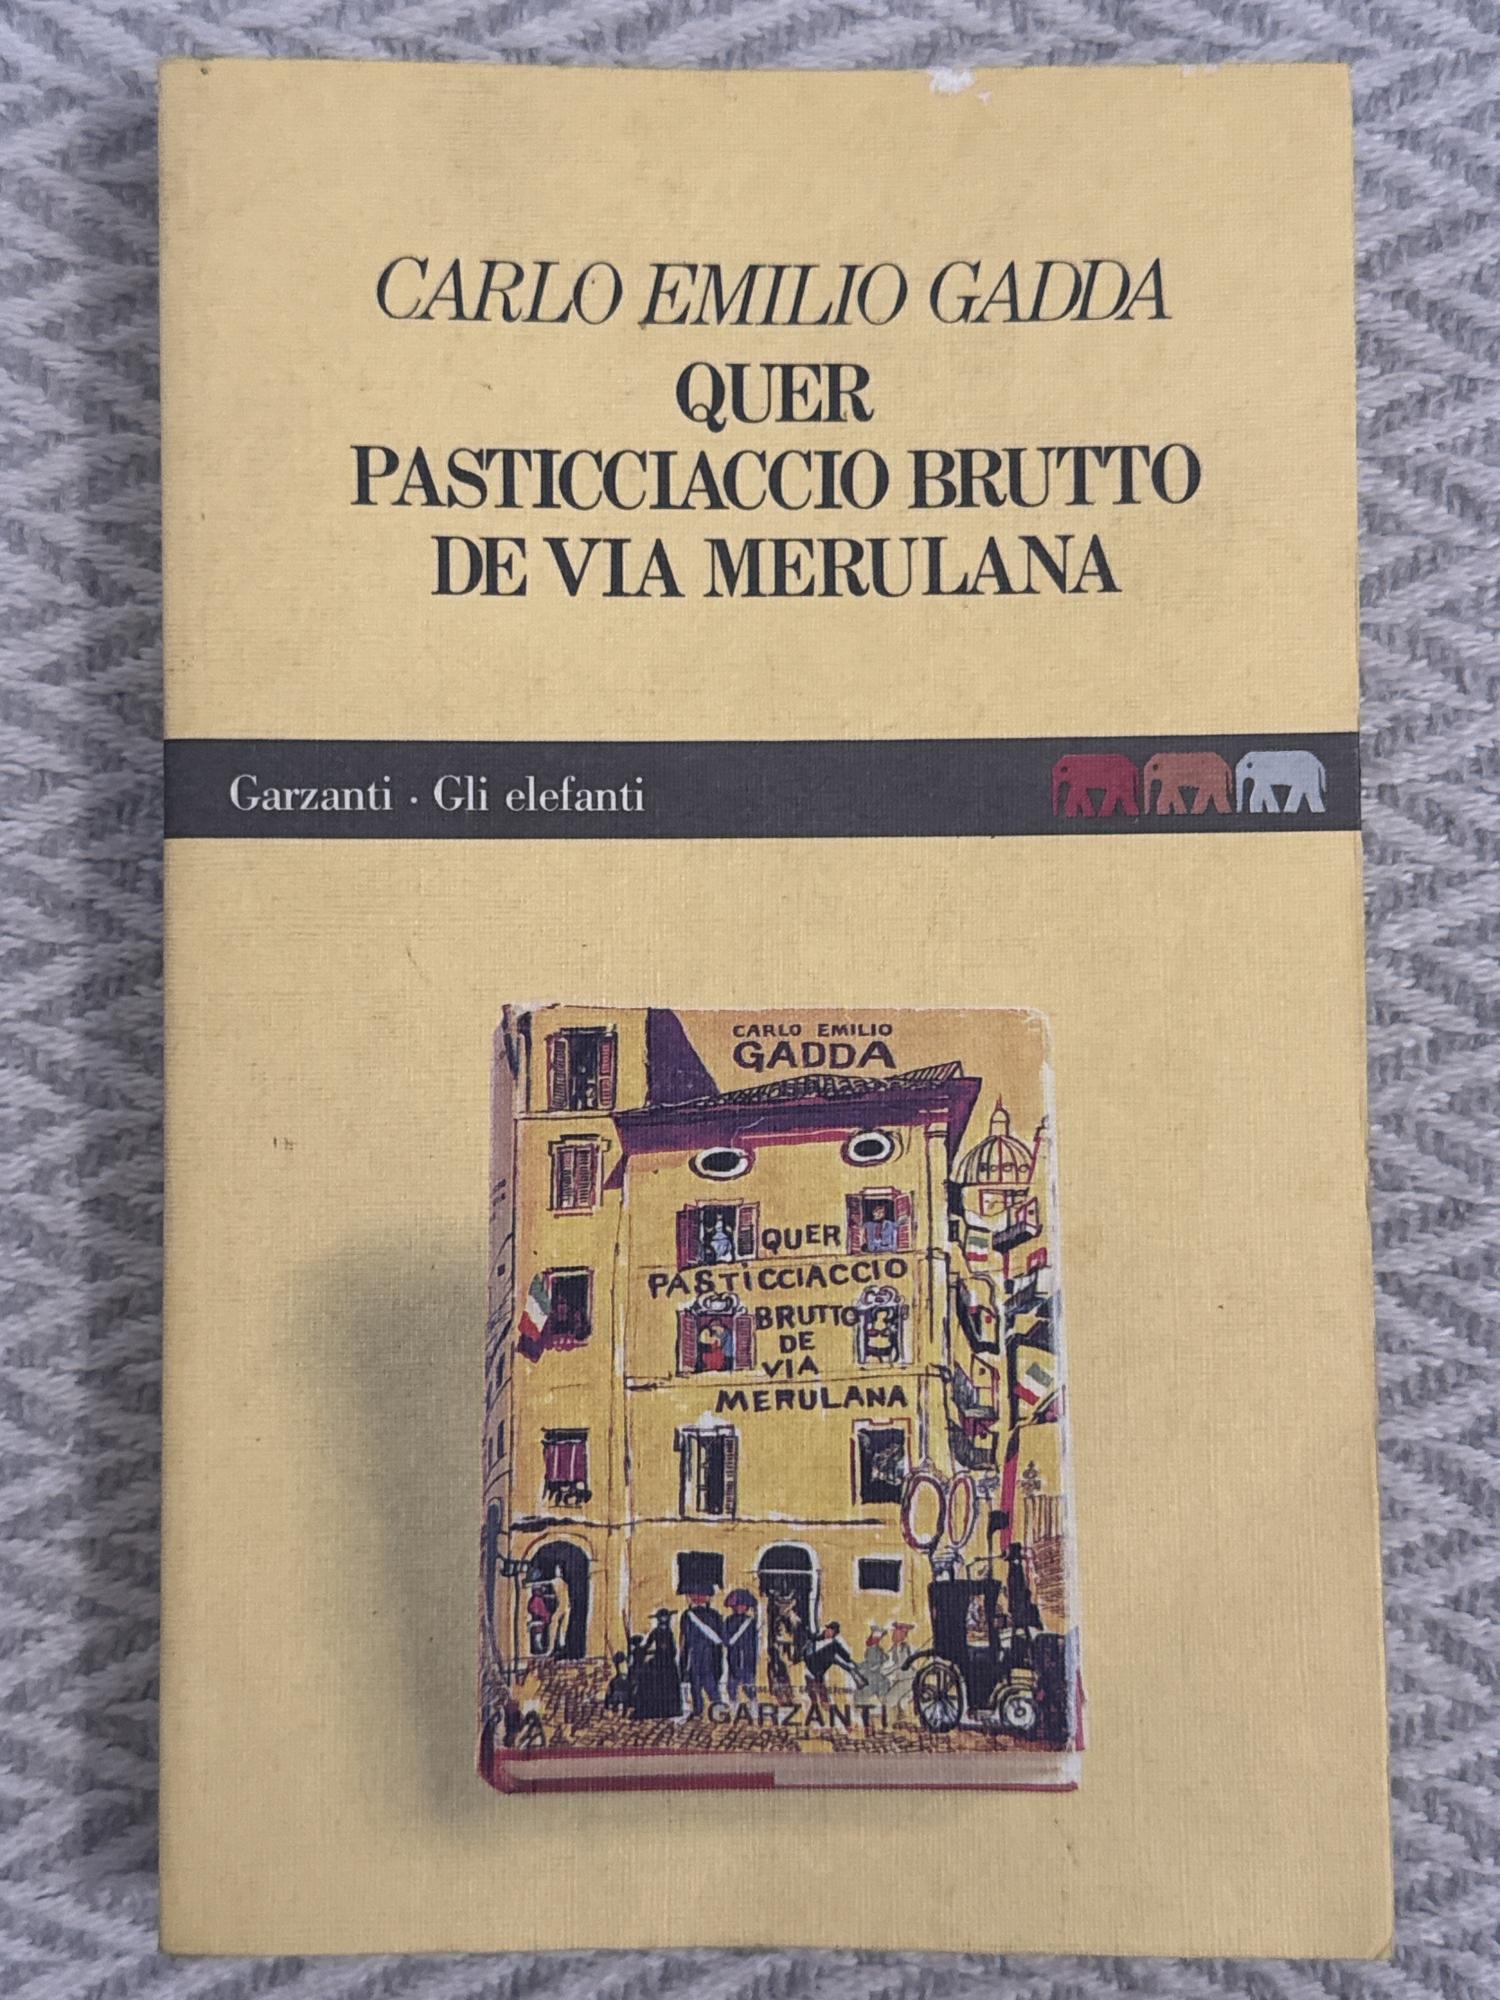 CARLO EMILIO GADDA
QUER
PASTICCIACCIO BRUTTO
DE VIA MERULANA
Garzanti · Gli elefanti
CARLO EMILIO
GADDA
QUER
PASTICCIACCIO
BRUTTO
DE
VIA
MERULANA
GARZANTI